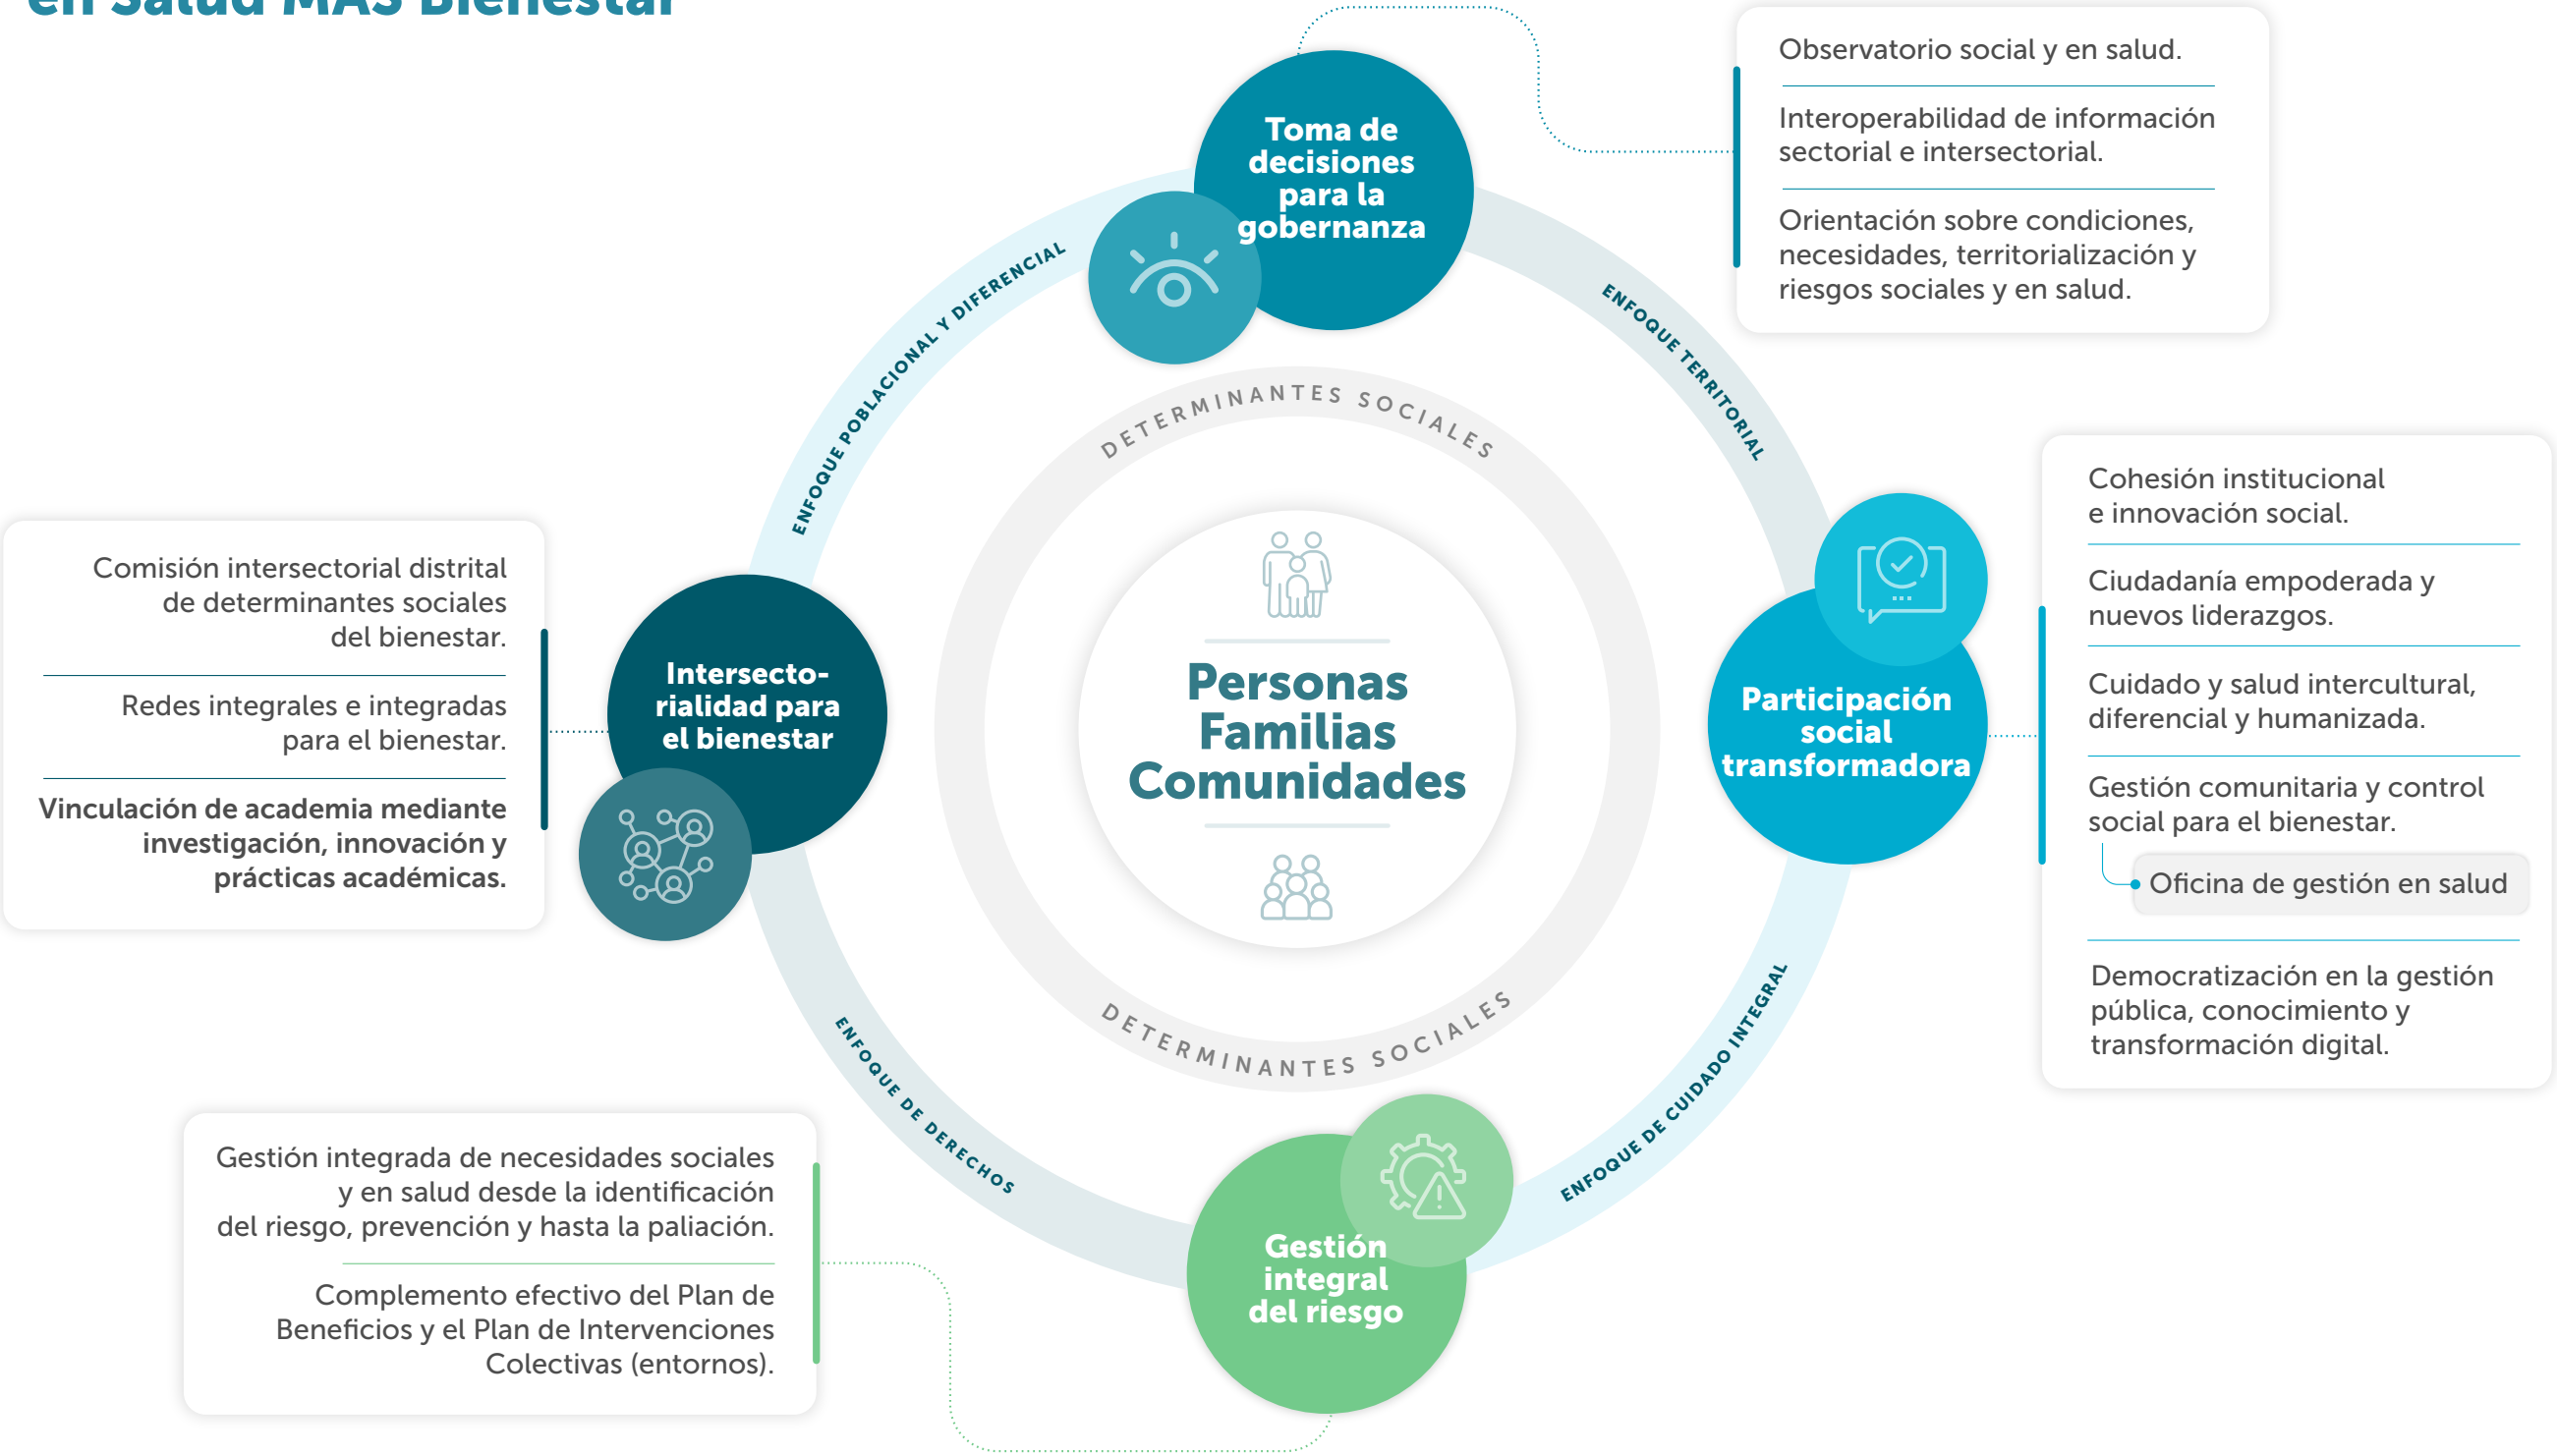 en Salud MÁS Bienestar
Toma de
decisiones
para la
gobernanza
Observatorio social y en salud.
Interoperabilidad de información
sectorial e intersectorial.
Orientación sobre condiciones,
necesidades, territorialización y
riesgos sociales y en salud.
ENFOQUE POBLACIONAL Y DIFERENCIAL
ENFOQUE TERRITORIAL
DETERMINANTES SOCIALES
Comisión intersectorial distrital
de determinantes sociales
del bienestar.
Redes integrales e integradas
para el bienestar.
Vinculación de academia mediante
investigación, innovación y
prácticas académicas.
Intersecto-
rialidad para
el bienestar
Personas
Familias
Comunidades
Participación
social
transformadora
Cohesión institucional
e innovación social.
Ciudadanía empoderada y
nuevos liderazgos.
Cuidado y salud intercultural,
diferencial y humanizada.
Gestión comunitaria y control
social para el bienestar.
Oficina de gestión en salud
Democratización en la gestión
pública, conocimiento y
transformación digital.
DETERMINANTES SOCIALES
ENFOQUE DE DERECHOS
ENFOQUE DE CUIDADO INTEGRAL
Gestión integrada de necesidades sociales
y en salud desde la identificación
del riesgo, prevención y hasta la paliación.
Complemento efectivo del Plan de
Beneficios y el Plan de Intervenciones
Colectivas (entornos).
Gestión
integral
del riesgo